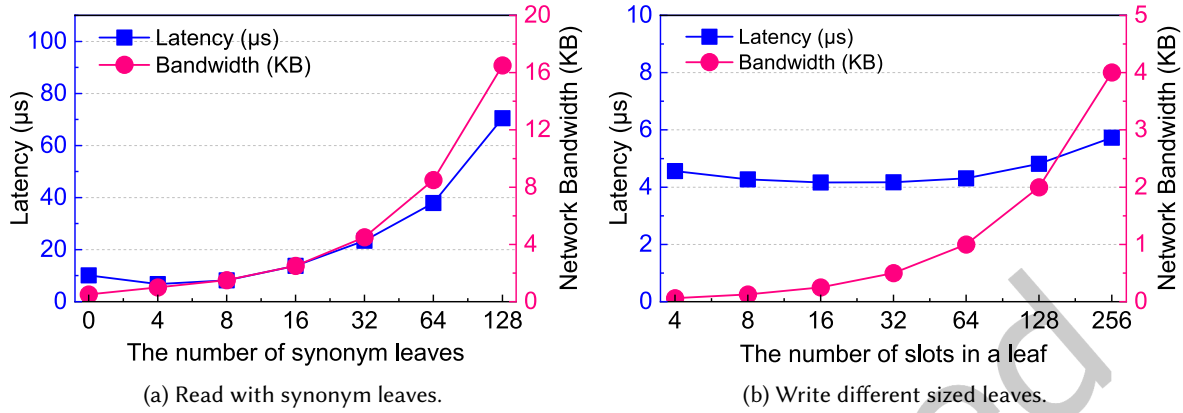 100
80
60
40
20
0
Latency (µs)
Latency (µs)
Bandwidth (KB)
20
16
12
8
4
0
Network Bandwidth (KB)
0 4 8 16 32 64 128
The number of synonym leaves
(a) Read with synonym leaves.
10
8
6
4
2
0
Latency (µs)
Latency (µs)
Bandwidth (KB)
5
4
3
2
1
0
Network Bandwidth (KB)
4 8 16 32 64 128 256
The number of slots in a leaf
(b) Write different sized leaves.